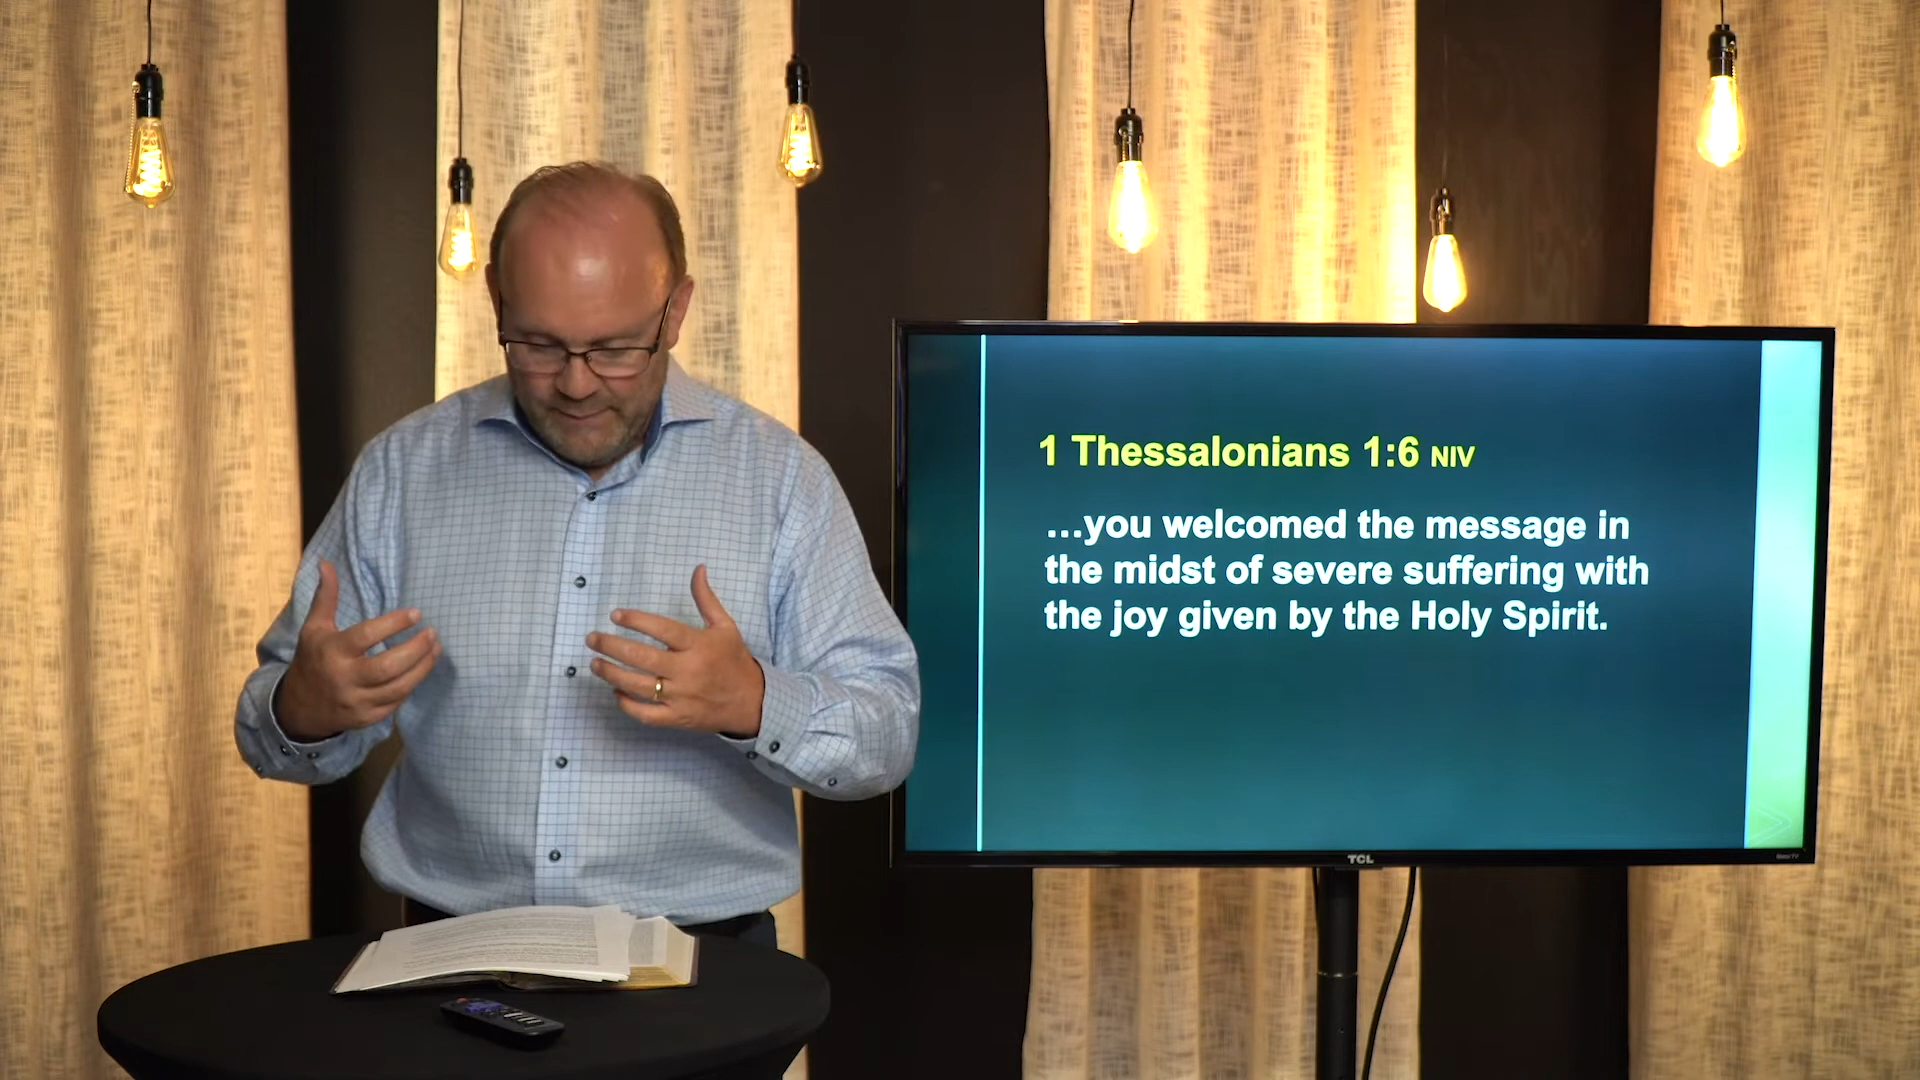 1 Thessalonians 1:6 NIV
…you welcomed the message in
the midst of severe suffering with
the joy given by the Holy Spirit.
TCL